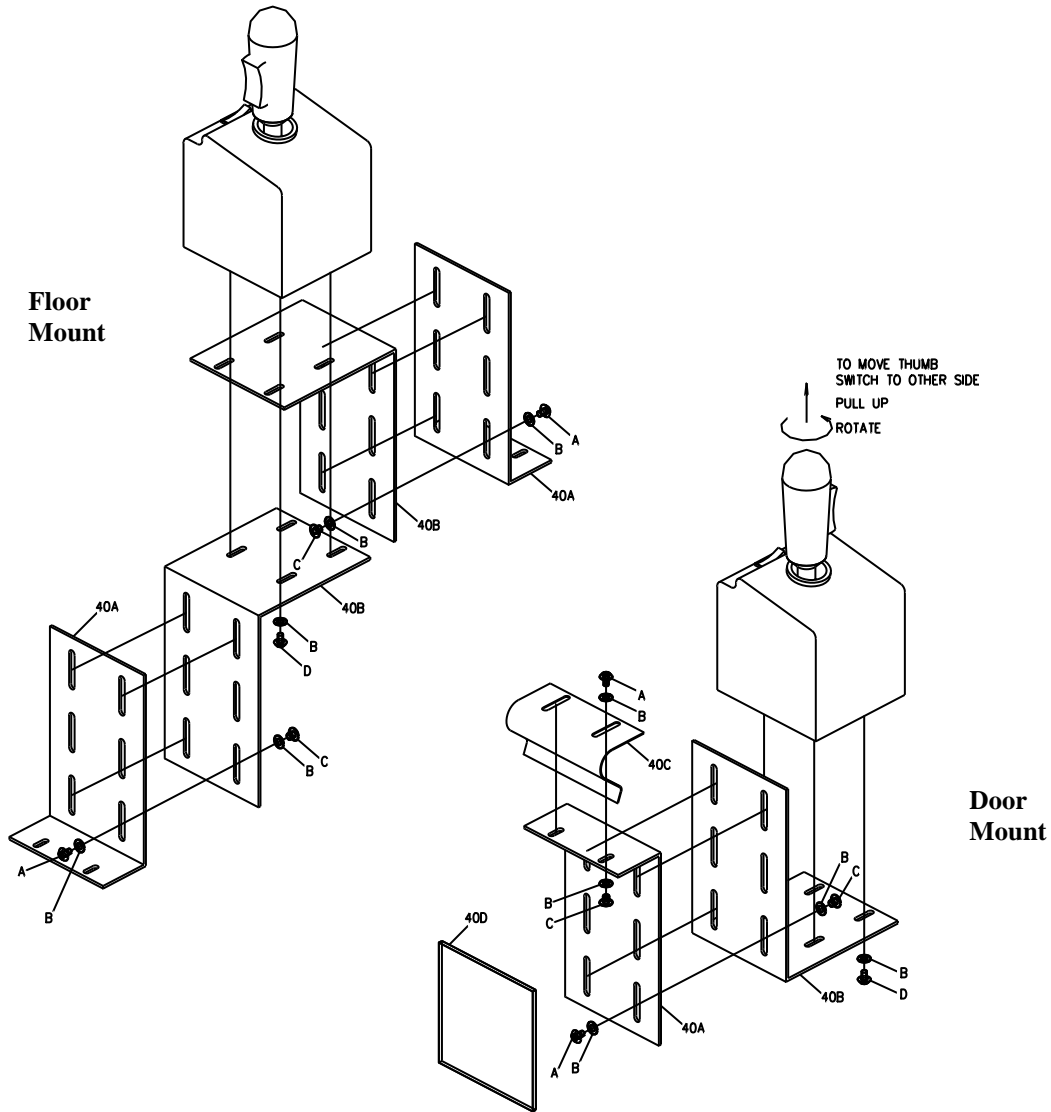 Floor
Mount
TO MOVE THUMB
SWITCH TO OTHER SIDE
PULL UP
ROTATE
A
B
40A
40B
B
C
40A
40B
B
D
C
B
A
B
A
B
40C
Door
Mount
B
C
B
C
40D
B
D
40B
40A
A
B